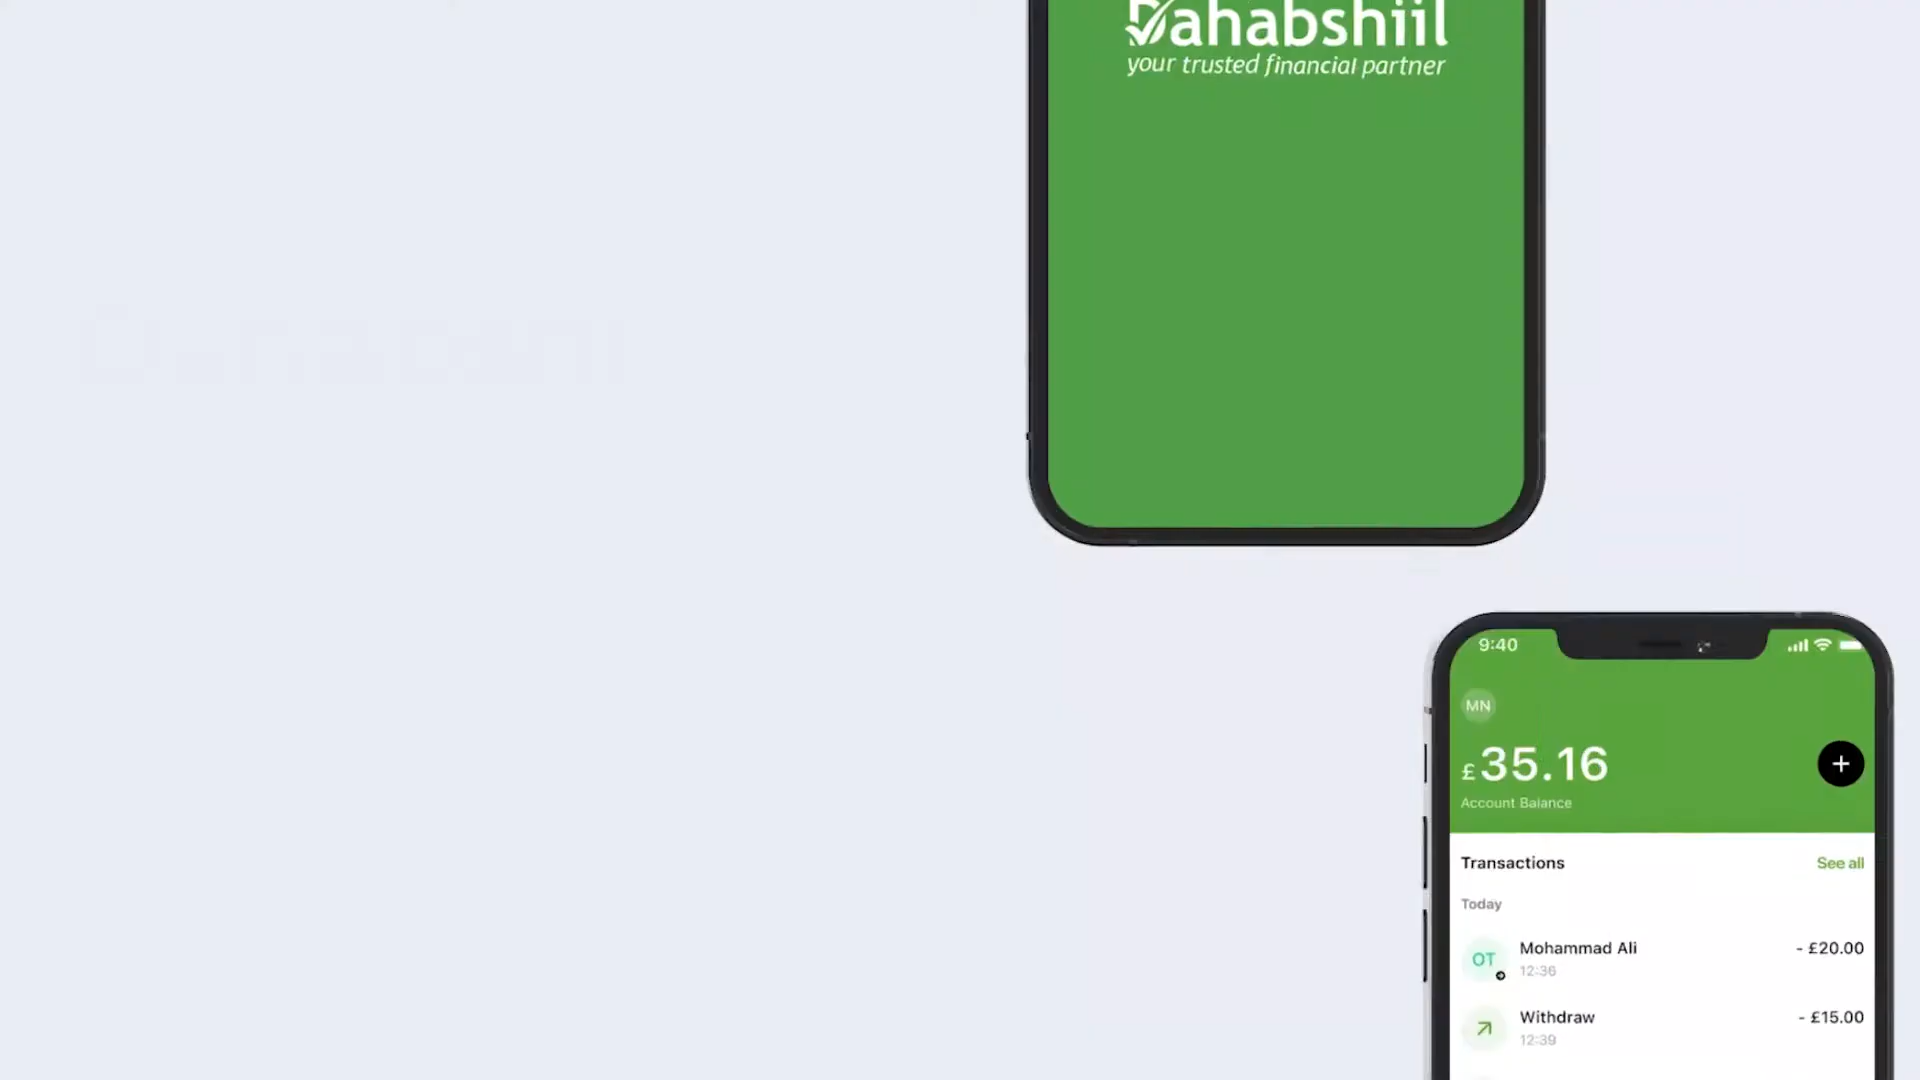 Dahabshiil
your trusted financial partner
9:40
MN
£35.16
+
Account Balance
Transactions
See all
Today
OT
Mohammad Ali
- £20.00
12:36
Withdraw
- £15.00
12:39